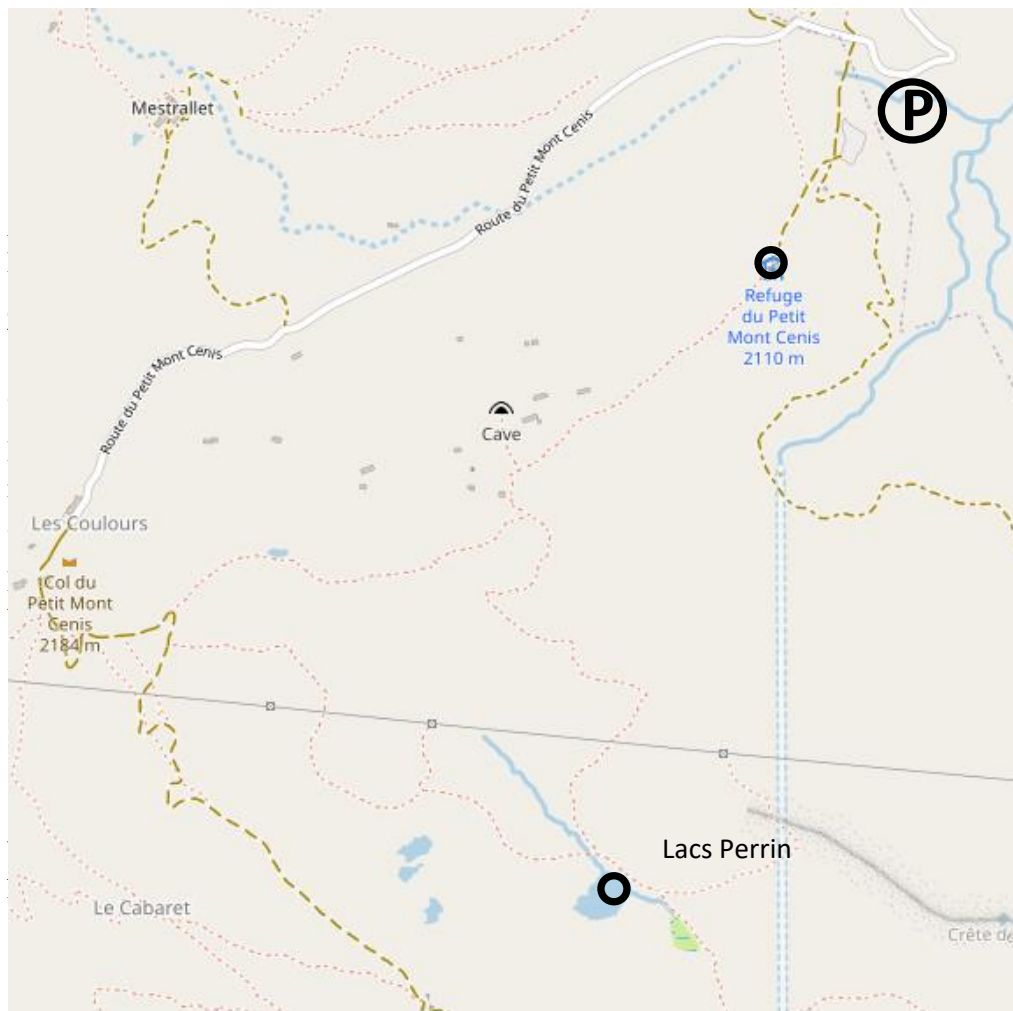 P
Mestrallet
Route du Petit Mont Cenis
Refuge
du Petit
Mont Cenis
2110 m
Route du Petit Mont Cenis
Cave
Les Coulours
Col du
Petit Mont
Cenis
2184 m
Lacs Perrin
Le Cabaret
Crête de